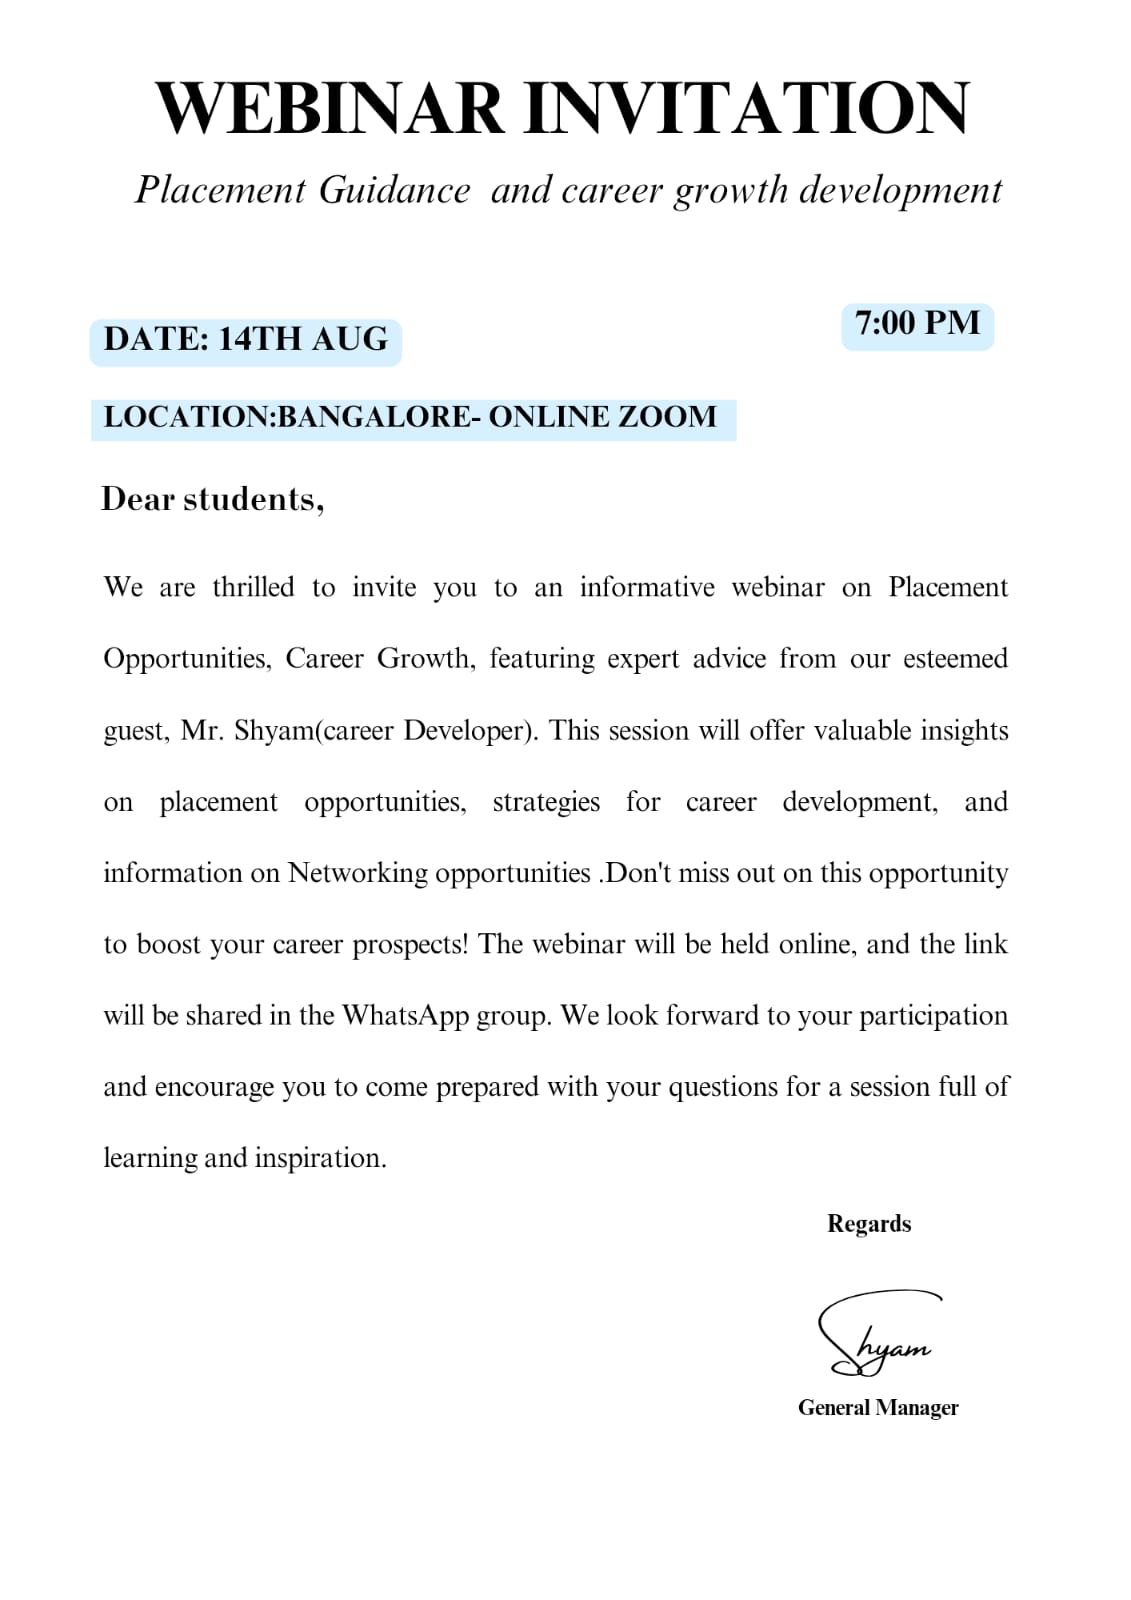 WEBINAR INVITATION
Placement Guidance and career growth development
7:00 PM
DATE: 14TH AUG
LOCATION:BANGALORE- ONLINE ZOOM
Dear students,
We are thrilled to invite you to an informative webinar on Placement
Opportunities, Career Growth, featuring expert advice from our esteemed
guest, Mr. Shyam(career Developer). This session will offer valuable insights
on placement opportunities, strategies for career development, and
information on Networking opportunities .Don't miss out on this opportunity
to boost your career prospects! The webinar will be held online, and the link
will be shared in the WhatsApp group. We look forward to your participation
and encourage you to come prepared with your questions for a session full of
learning and inspiration.
Regards
Shyam
General Manager